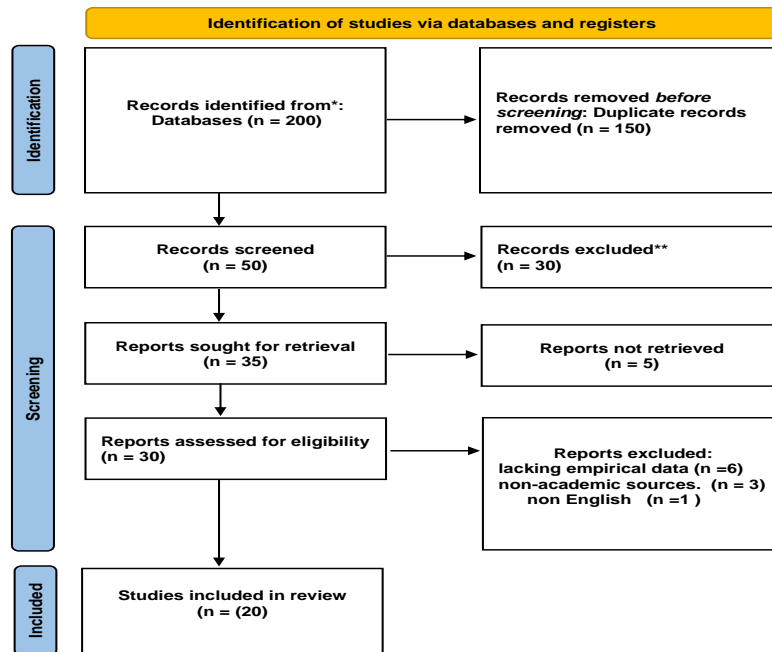 Identification of studies via databases and registers
Identification
Records identified from*:
Databases (n = 200)
Records removed before
screening: Duplicate records
removed (n = 150)
Screening
Records screened
(n = 50)
Records excluded**
(n = 30)
Reports sought for retrieval
(n = 35)
Reports not retrieved
(n = 5)
Reports assessed for eligibility
(n = 30)
Reports excluded:
lacking empirical data (n =6)
non-academic sources. (n = 3)
non English (n =1 )
Included
Studies included in review
(n = (20)